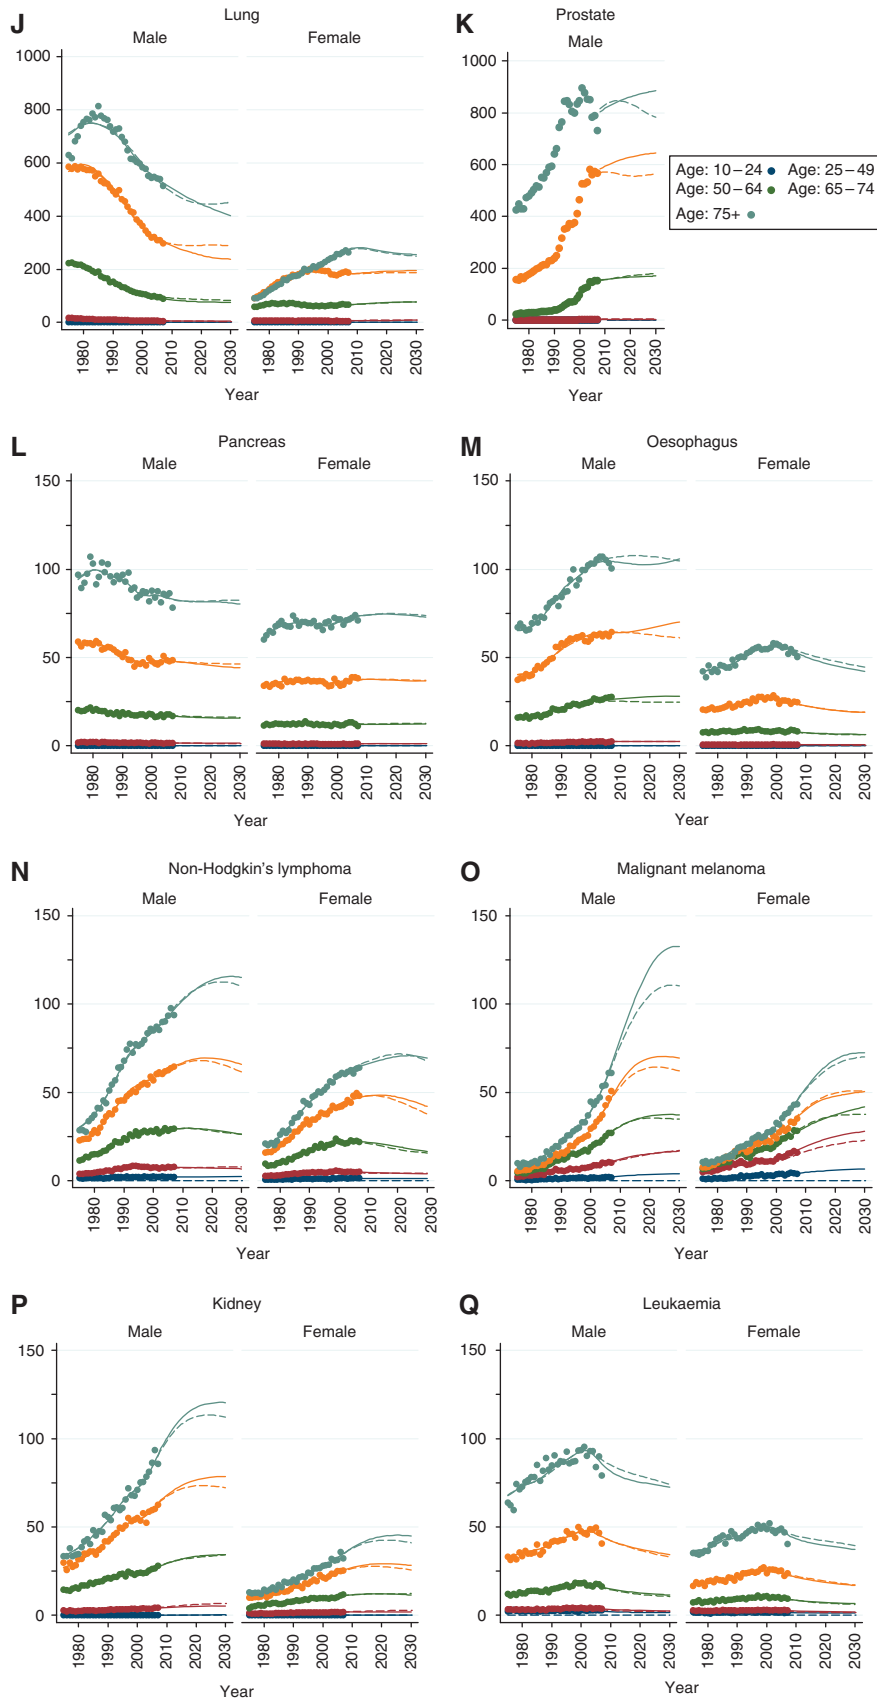 J
Lung
K
Prostate
Male
Female
Male
1000
800
600
400
200
0
1000
800
600
400
200
0
Age: 10–24
Age: 25–49
Age: 50–64
Age: 65–74
Age: 75+
1980
1990
2000
2010
2020
2030
1980
1990
2000
2010
2020
2030
1980
1990
2000
2010
2020
2030
Year
Year
L
Pancreas
M
Oesophagus
Male
Female
Male
Female
150
100
50
0
150
100
50
0
1980
1990
2000
2010
2020
2030
1980
1990
2000
2010
2020
2030
1980
1990
2000
2010
2020
2030
1980
1990
2000
2010
2020
2030
Year
Year
N
Non-Hodgkin's lymphoma
O
Malignant melanoma
Male
Female
Male
Female
150
100
50
0
150
100
50
0
1980
1990
2000
2010
2020
2030
1980
1990
2000
2010
2020
2030
1980
1990
2000
2010
2020
2030
1980
1990
2000
2010
2020
2030
Year
Year
P
Kidney
Q
Leukaemia
Male
Female
Male
Female
150
100
50
0
150
100
50
0
1980
1990
2000
2010
2020
2030
1980
1990
2000
2010
2020
2030
1980
1990
2000
2010
2020
2030
1980
1990
2000
2010
2020
2030
Year
Year